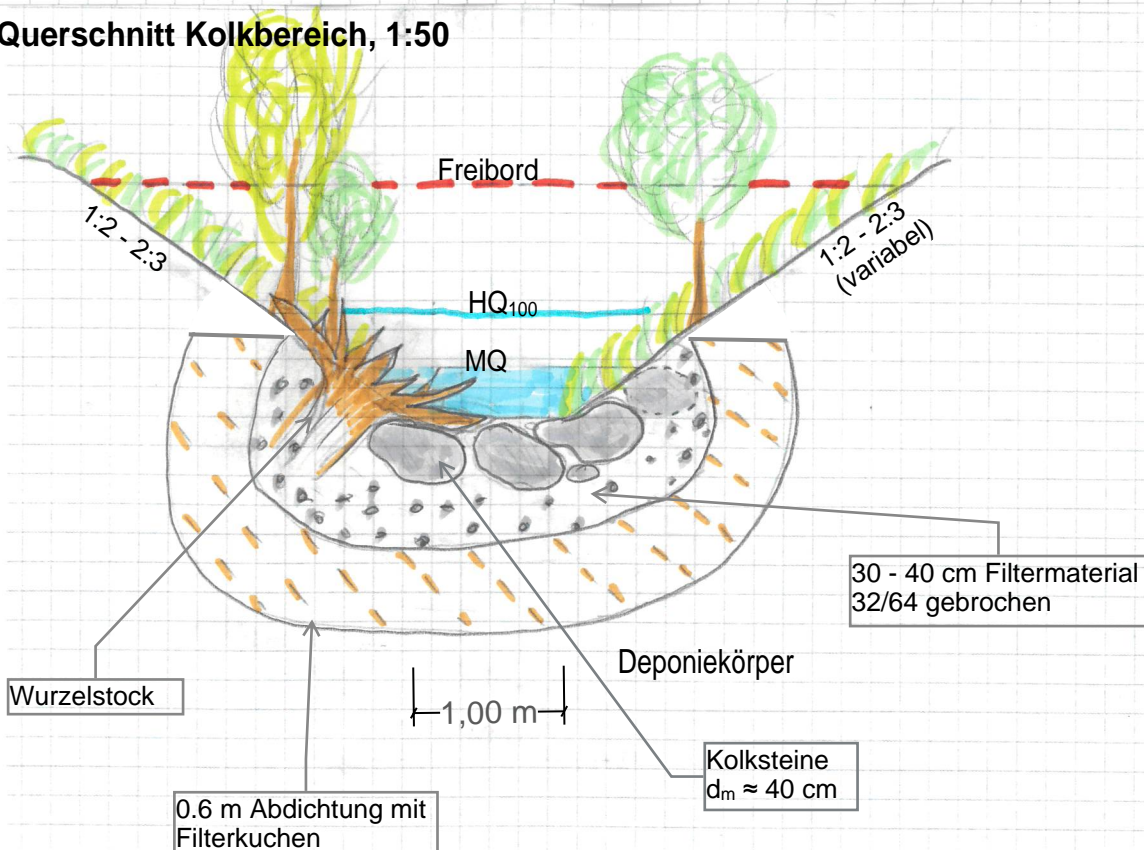 Querschnitt Kolkbereich, 1:50
Freibord
1:2 - 2:3
1:2 - 2:3
(variabel)
HQ100
MQ
30 - 40 cm Filtermaterial
32/64 gebrochen
Deponiekörper
Wurzelstock
1,00 m
Kolksteine
dm ≈ 40 cm
0.6 m Abdichtung mit
Filterkuchen